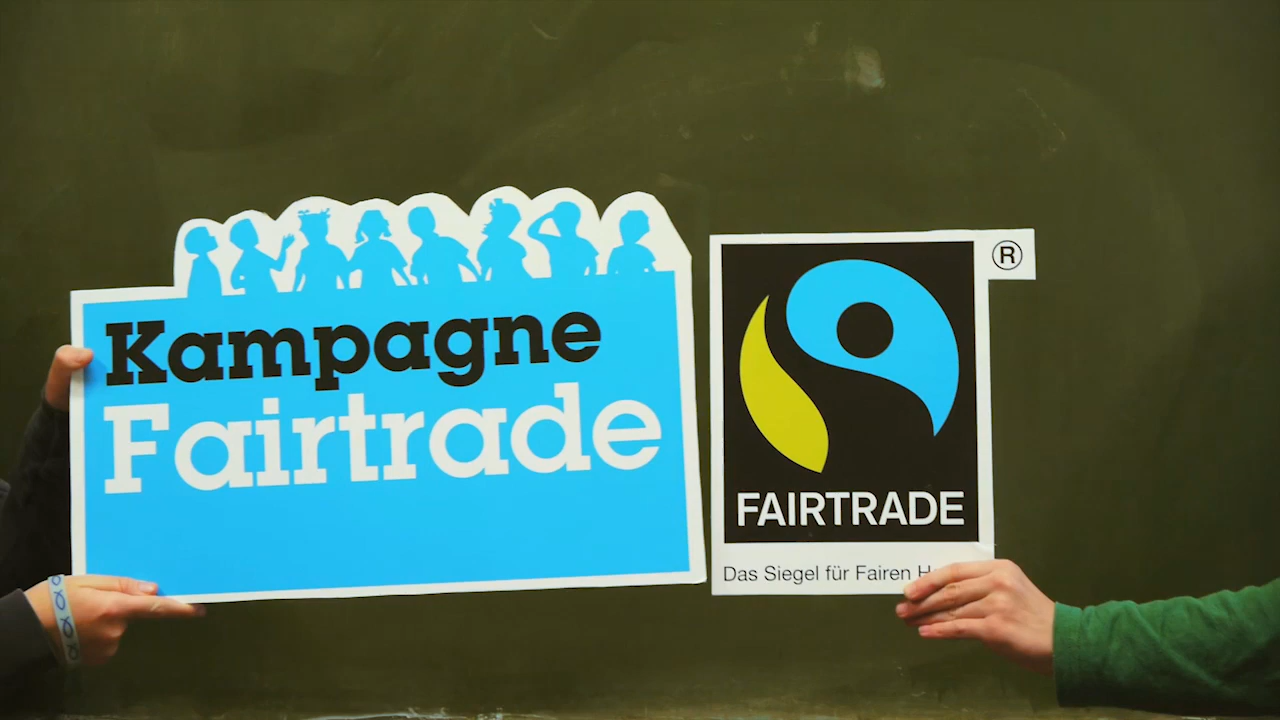 Kampagne
Fairtrade
®
FAIRTRADE
Das Siegel für Fairen